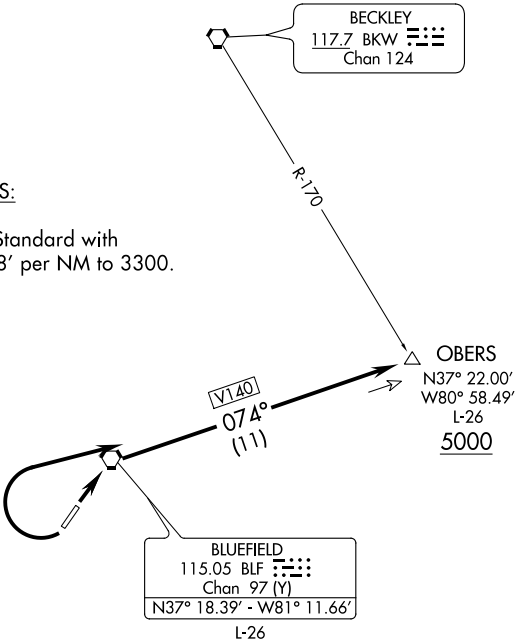 BECKLEY
117.7 BKW
Chan 124
R-170
S:
Standard with
8' per NM to 3300.
OBERS
N37° 22.00'
W80° 58.49'
L-26
5000
V140
074°
(11)
BLUEFIELD
115.05 BLF
Chan 97 (Y)
N37° 18.39' - W81° 11.66'
L-26